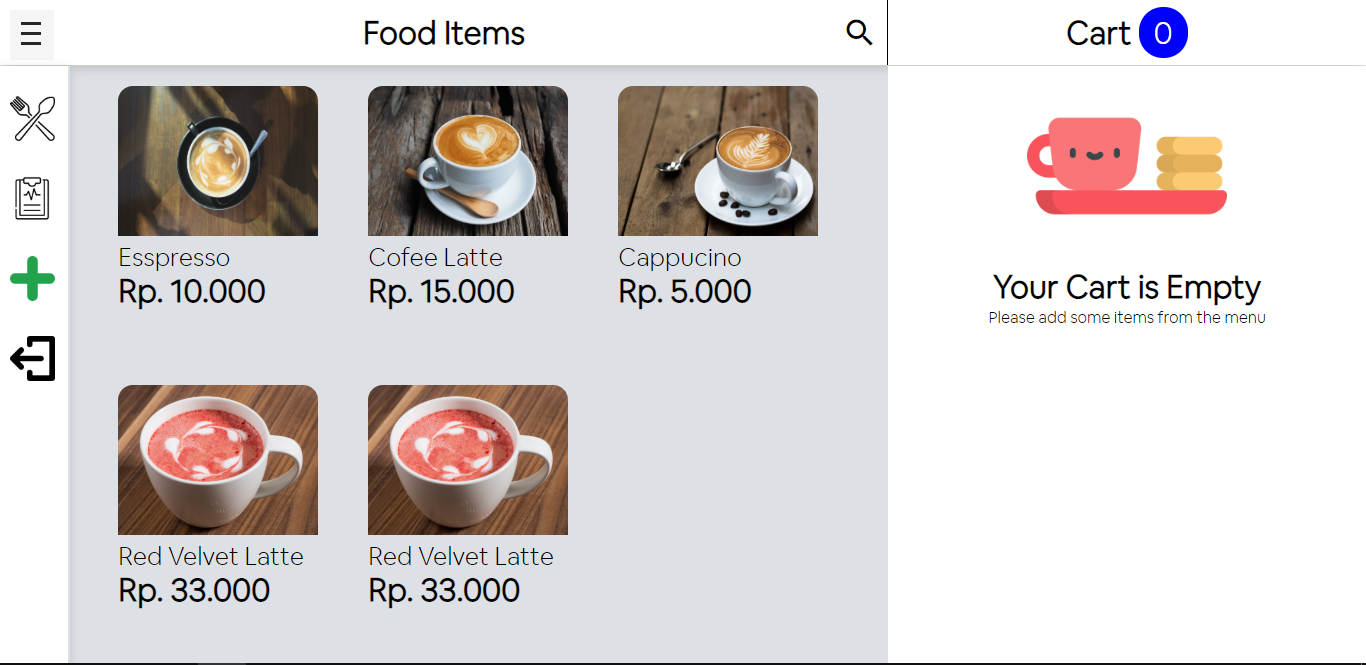 Food Items
Cart 0
Esspresso
Rp. 10.000
Cofee Latte
Rp. 15.000
Cappucino
Rp. 5.000
Red Velvet Latte
Rp. 33.000
Red Velvet Latte
Rp. 33.000
Your Cart is Empty
Please add some items from the menu